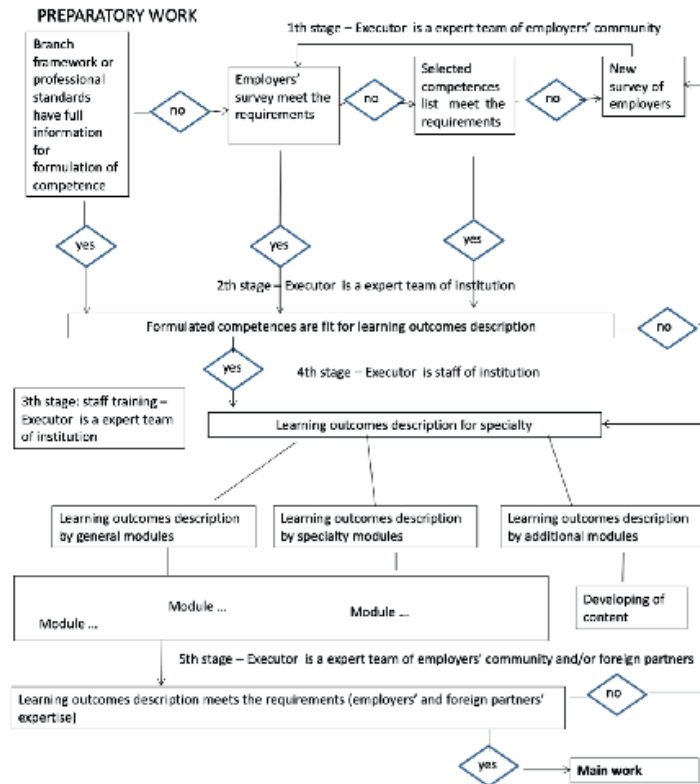 PREPARATORY WORK
1th stage – Executor is a expert team of employers' community
Branch
framework or
professional
standards
have full
information
for
formulation of
competence
no
Employers'
survey meet the
requirements
no
Selected
competences
list meet the
requirements
no
New
survey of
employers
yes
yes
yes
2th stage – Executor is a expert team of institution
Formulated competences are fit for learning outcomes description
no
yes
4th stage – Executor is staff of institution
3th stage: staff training –
Executor is a expert team
of institution
Learning outcomes description for specialty
Learning outcomes description
by general modules
Learning outcomes description
by specialty modules
Learning outcomes description
by additional modules
Module ...
Module ...
Module ...
Developing of
content
5th stage – Executor is a expert team of employers' community and/or foreign partners
Learning outcomes description meets the requirements (employers' and foreign partners'
expertise)
no
yes
Main work